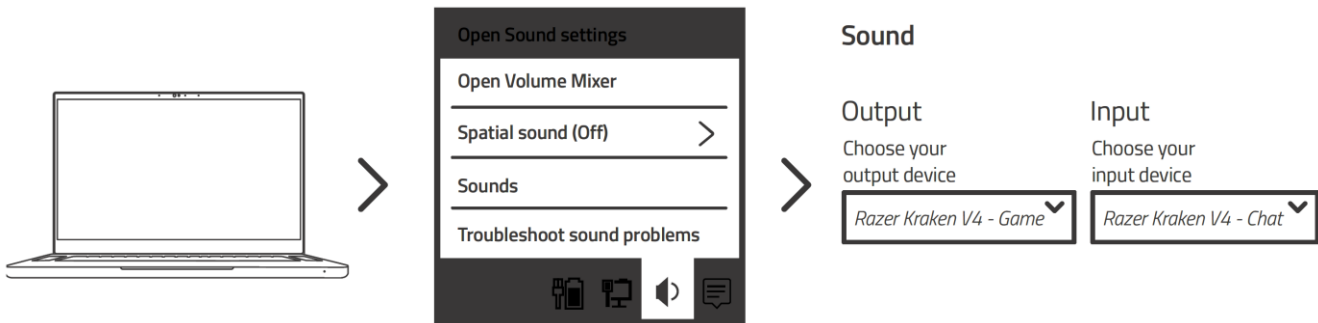 Open Sound settings
Open Volume Mixer
Spatial sound (Off)
Sounds
Troubleshoot sound problems
Sound
Output
Choose your
output device
Razer Kraken V4 - Game
Input
Choose your
input device
Razer Kraken V4 - Chat